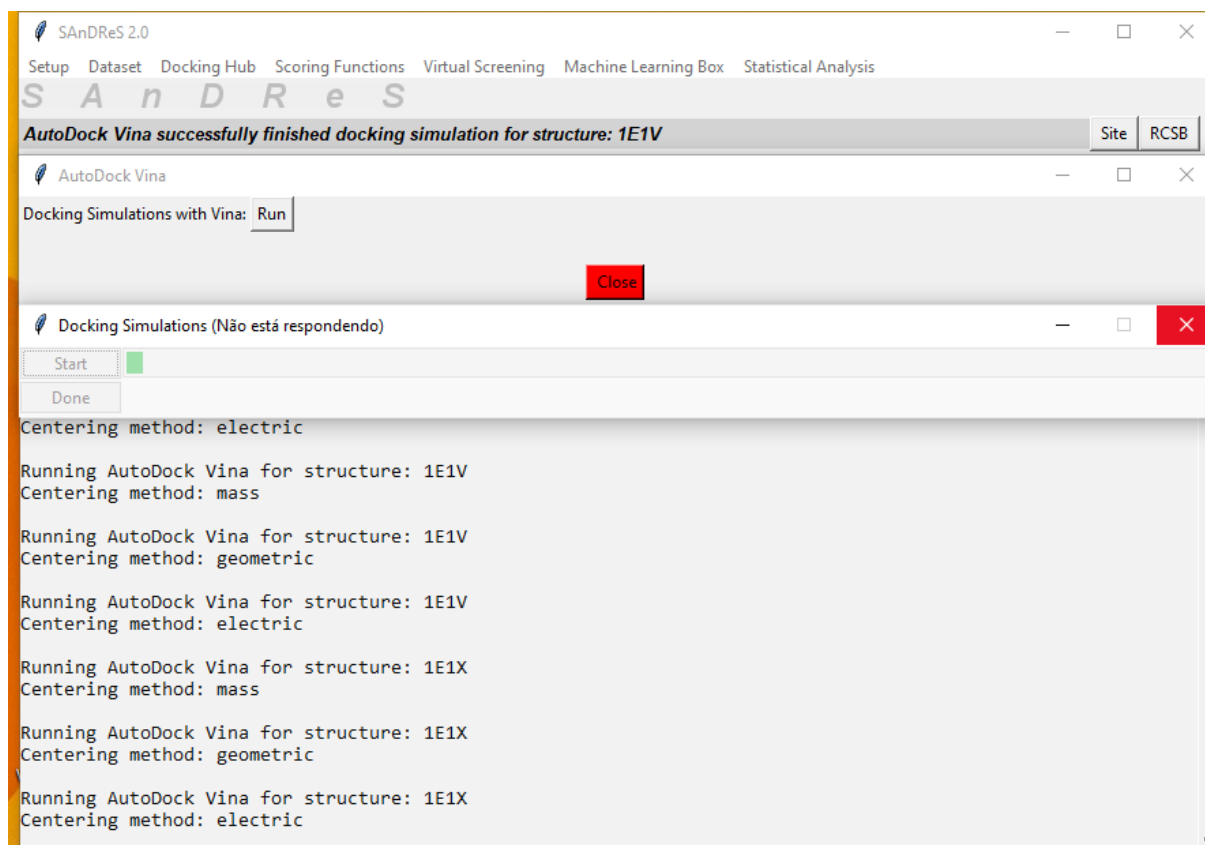 SAnDReS 2.0
Setup Dataset Docking Hub Scoring Functions Virtual Screening Machine Learning Box Statistical Analysis
S A n D R e S
AutoDock Vina successfully finished docking simulation for structure: 1E1V Site RCSB
AutoDock Vina
Docking Simulations with Vina: Run
Close
Docking Simulations (Não está respondendo)
Start
Done
Centering method: electric
Running AutoDock Vina for structure: 1E1V
Centering method: mass
Running AutoDock Vina for structure: 1E1V
Centering method: geometric
Running AutoDock Vina for structure: 1E1V
Centering method: electric
Running AutoDock Vina for structure: 1E1X
Centering method: mass
Running AutoDock Vina for structure: 1E1X
Centering method: geometric
Running AutoDock Vina for structure: 1E1X
Centering method: electric